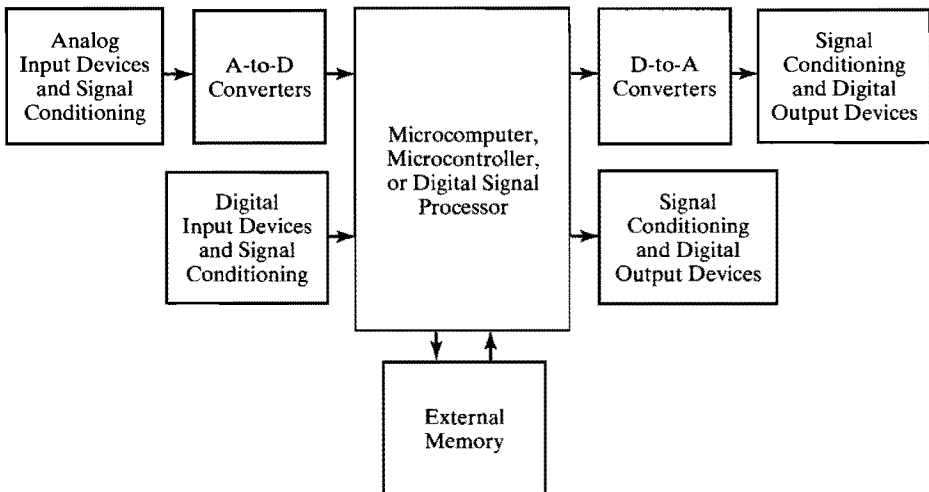 Analog
Input Devices
and Signal
Conditioning
A-to-D
Converters
Microcomputer,
Microcontroller,
or Digital Signal
Processor
D-to-A
Converters
Signal
Conditioning
and Digital
Output Devices
Digital
Input Devices
and Signal
Conditioning
Signal
Conditioning
and Digital
Output Devices
External
Memory